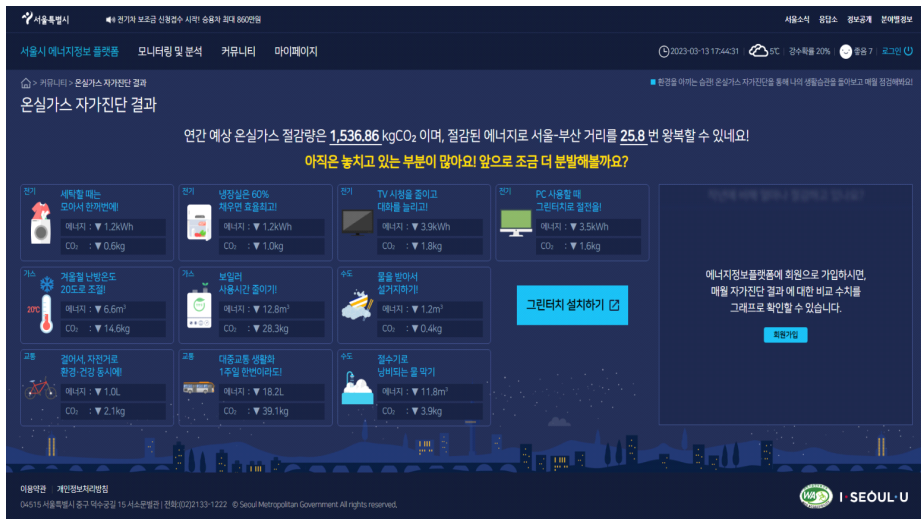 서울특별시
전기차 보조금 신청접수 시작! 승용차 최대 860만원
서울소식 응답소 정보공개 분야별정보
서울시 에너지정보 플랫폼 모니터링 및 분석 커뮤니티 마이페이지
2023-03-13 17:44:31 5℃ 강수확률 20% 좋음 7 로그인
> 커뮤니티 > 온실가스 자가진단 결과
환경을 아끼는 습관! 온실가스 자가진단을 통해 나의 생활습관을 돌아보고 매월 점검해봐요!
온실가스 자가진단 결과
연간 예상 온실가스 절감량은 1,536.86 kgCO₂ 이며, 절감된 에너지로 서울-부산 거리를 25.8 번 왕복할 수 있네요!
아직은 놓치고 있는 부분이 많아요! 앞으로 조금 더 분발해볼까요?
전기
세탁할 때는
모아서 한꺼번에!
에너지 : ▼ 1.2kWh
CO₂ : ▼ 0.6kg
전기
냉장실은 60%
채우면 효율최고!
에너지 : ▼ 1.2kWh
CO₂ : ▼ 1.0kg
전기
TV 시청을 줄이고
대화를 늘리고!
에너지 : ▼ 3.9kWh
CO₂ : ▼ 1.8kg
전기
PC 사용할 때
그린터치로 절전을!
에너지 : ▼ 3.5kWh
CO₂ : ▼ 1.6kg
가스
겨울철 난방온도
20도로 조절!
20℃
에너지 : ▼ 6.6m³
CO₂ : ▼ 14.6kg
가스
보일러
사용시간 줄이기!
에너지 : ▼ 12.8m³
CO₂ : ▼ 28.3kg
수도
물을 받아서
설거지하기!
에너지 : ▼ 1.2m³
CO₂ : ▼ 0.4kg
그린터치 설치하기
교통
걸어서, 자전거로
환경·건강 동시에!
에너지 : ▼ 1.0L
CO₂ : ▼ 2.1kg
교통
대중교통 생활화
1주일 한번이라도!
에너지 : ▼ 18.2L
CO₂ : ▼ 39.1kg
수도
절수기로
낭비되는 물 막기
에너지 : ▼ 11.8m³
CO₂ : ▼ 3.9kg
에너지정보플랫폼에 회원으로 가입하시면,
매월 자가진단 결과 에 대한 비교 수치를
그래프로 확인할 수 있습니다.
회원가입
이용약관 개인정보처리방침
04515 서울특별시 중구 덕수궁길 15 서소문별관 | 전화:(02)2133-1222 © Seoul Metropolitan Government All rights reserved.
WA
I·SEOUL·U